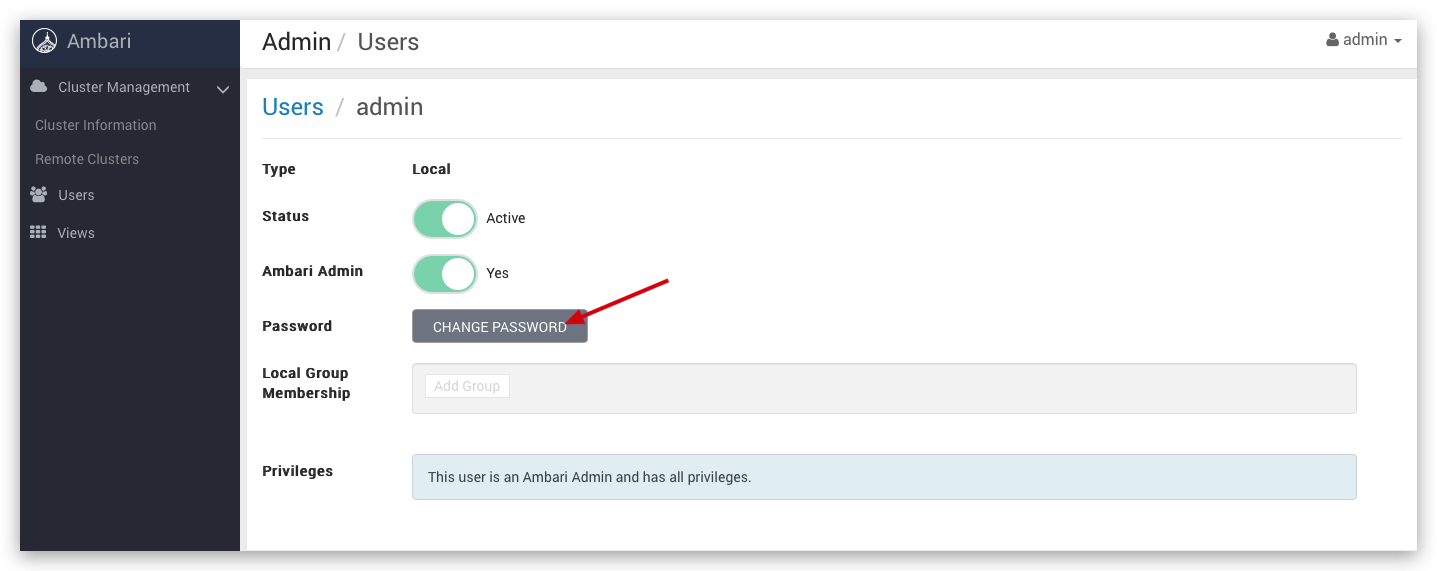 Ambari
Admin / Users
admin
Cluster Management
Cluster Information
Remote Clusters
Users
Views
Users / admin
Type Local
Status Active
Ambari Admin Yes
Password CHANGE PASSWORD
Local Group
Membership
Add Group
Privileges This user is an Ambari Admin and has all privileges.